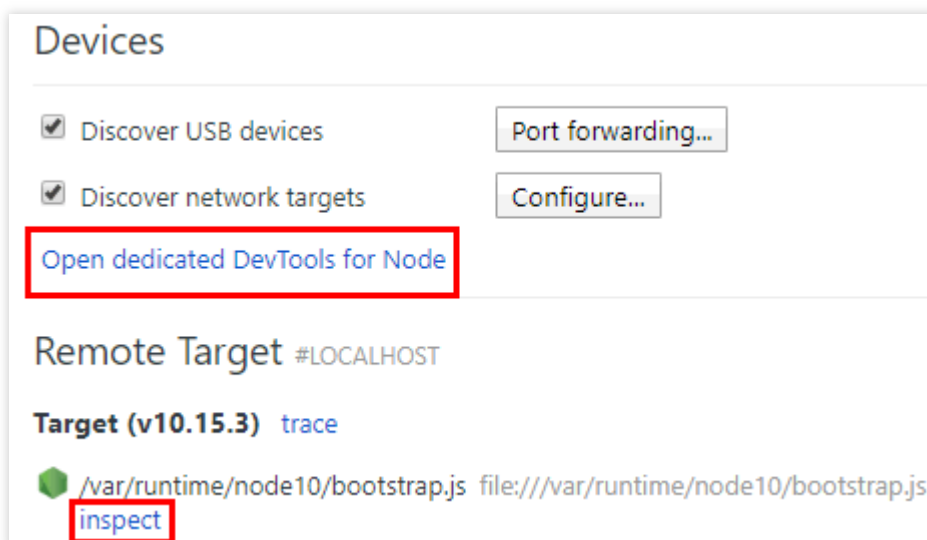 Devices
Discover USB devices Port forwarding...
Discover network targets Configure...
Open dedicated DevTools for Node
Remote Target #LOCALHOST
Target (v10.15.3) trace
/var/runtime/node10/bootstrap.js file:///var/runtime/node10/bootstrap.js
inspect